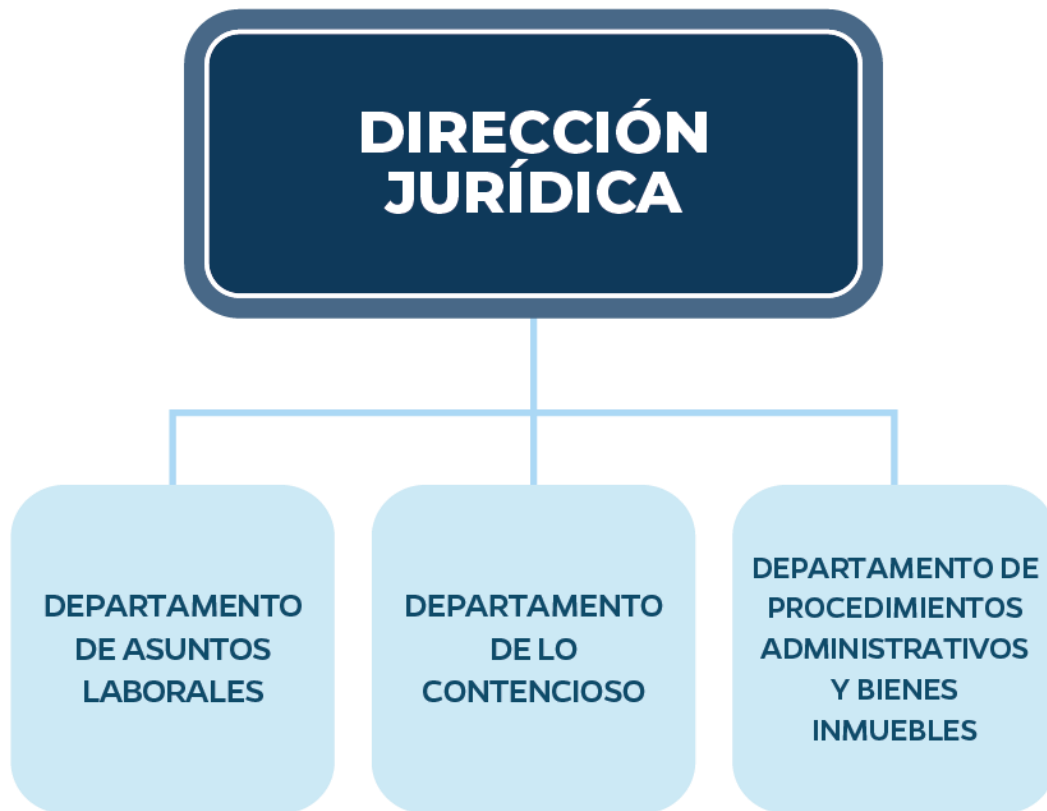 DIRECCIÓN
JURÍDICA
DEPARTAMENTO
DE ASUNTOS
LABORALES
DEPARTAMENTO
DE LO
CONTENCIOSO
DEPARTAMENTO DE
PROCEDIMIENTOS
ADMINISTRATIVOS
Y BIENES
INMUEBLES